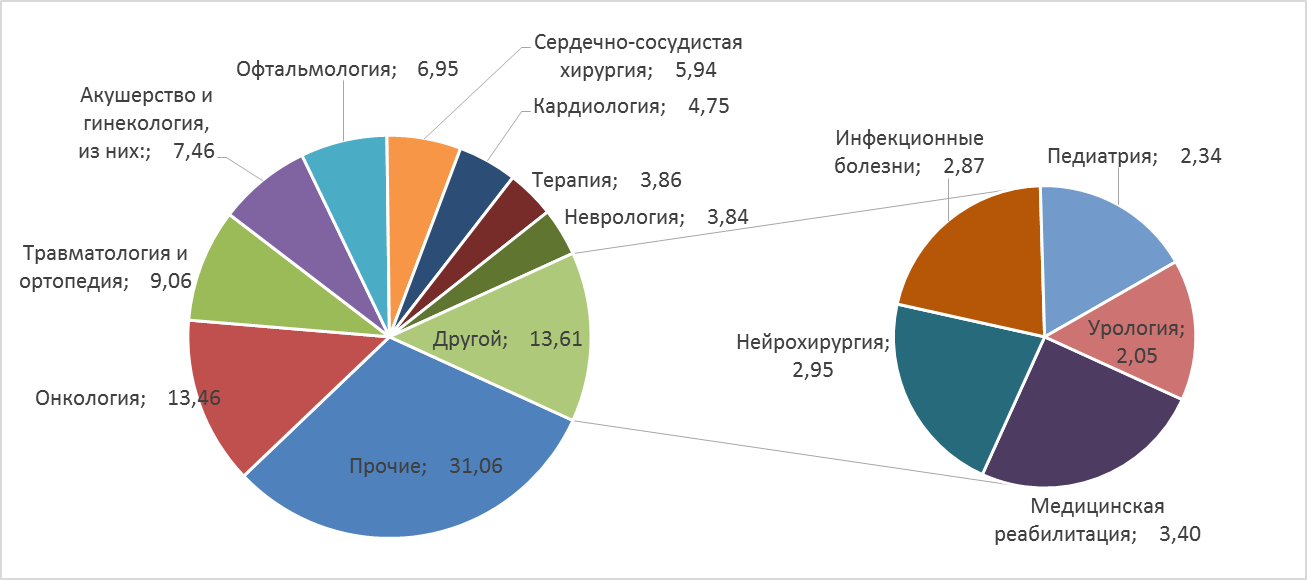 Сердечно-сосудистая
хирургия; 5,94
Офтальмология; 6,95
Акушерство и
гинекология,
из них:; 7,46
Кардиология; 4,75
Терапия; 3,86
Неврология; 3,84
Травматология и
ортопедия; 9,06
Другой; 13,61
Онкология; 13,46
Прочие; 31,06
Инфекционные
болезни; 2,87
Педиатрия; 2,34
Урология;
2,05
Нейрохирургия;
2,95
Медицинская
реабилитация; 3,40